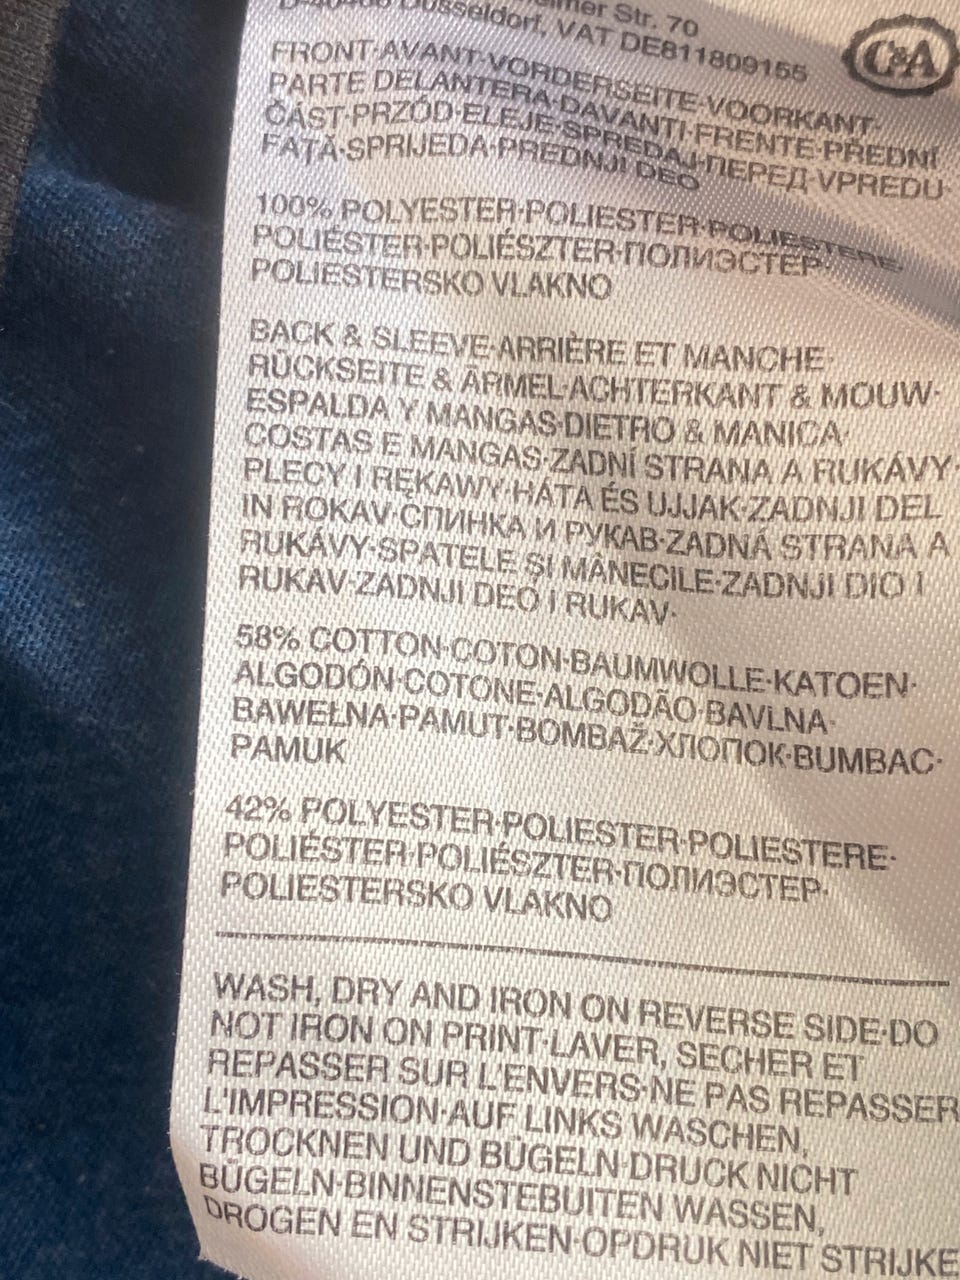 Str. 70
Düsseldorf, VAT DE811809155
C&A
FRONT·AVANT·VORDERSEITE·VOORKANT·
PARTE DELANTERA·DAVANTI·FRENTE·PŘEDNÍ
ČÁST·PRZÓD·ELEJE·SPREDAJ·ПЕРЕД·VPREDU·
FAȚĂ·SPRIJEDA·PREDNJI DEO
100% POLYESTER·POLIESTER·POLIESTERE·
POLIÉSTER·POLIÉSZTER·ПОЛИЭСТЕР·
POLIESTERSKO VLAKNO
BACK & SLEEVE·ARRIÈRE ET MANCHE·
RÜCKSEITE & ÄRMEL·ACHTERKANT & MOUW·
ESPALDA Y MANGAS·DIETRO & MANICA·
COSTAS E MANGAS·ZADNÍ STRANA A RUKÁVY·
PLECY I RĘKAWY·HÁTA ÉS UJJAK·ZADNJI DEL
IN ROKAV·СПИНКА И РУКАВ·ZADNÁ STRANA A
RUKÁVY·SPATELE ȘI MÂNECILE·ZADNJI DIO I
RUKAV·ZADNJI DEO I RUKAV·
58% COTTON·COTON·BAUMWOLLE·KATOEN·
ALGODÓN·COTONE·ALGODÃO·BAVLNA·
BAWEŁNA·PAMUT·BOMBAŽ·ХЛОПОК·BUMBAC·
PAMUK
42% POLYESTER·POLIESTER·POLIESTERE·
POLIÉSTER·POLIÉSZTER·ПОЛИЭСТЕР·
POLIESTERSKO VLAKNO
WASH, DRY AND IRON ON REVERSE SIDE·DO
NOT IRON ON PRINT·LAVER, SECHER ET
REPASSER SUR L'ENVERS·NE PAS REPASSER
L'IMPRESSION·AUF LINKS WASCHEN,
TROCKNEN UND BÜGELN·DRUCK NICHT
BÜGELN·BINNENSTEBUITEN WASSEN,
DROGEN EN STRIJKEN·OPDRUK NIET STRIJKE